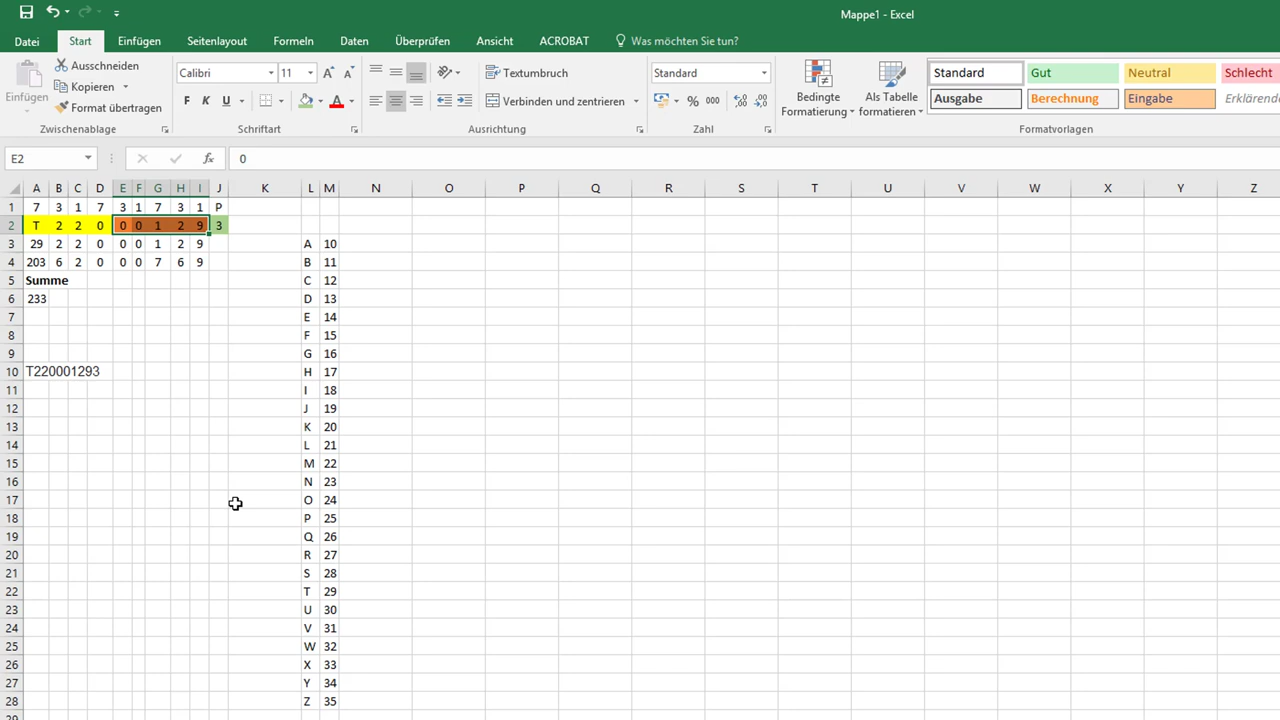 Mappe1 - Excel
Datei Start Einfügen Seitenlayout Formeln Daten Überprüfen Ansicht ACROBAT Was möchten Sie tun?
Einfügen
Ausschneiden
Kopieren
Format übertragen
Zwischenablage
Calibri 11
F K U
Schriftart
Textumbruch
Verbinden und zentrieren
Ausrichtung
Standard
% 000
Zahl
Bedingte Formatierung
Als Tabelle formatieren
Standard Gut Neutral Schlecht
Ausgabe Berechnung Eingabe Erklärende
Formatvorlagen
E2 fx 0
A B C D E F G H I J K L M N O P Q R S T U V W X Y Z
1 7 3 1 7 3 1 7 3 1 P
2 T 2 2 0 0 0 1 2 9 3
3 29 2 2 0 0 0 1 2 9 A 10
4 203 6 2 0 0 0 7 6 9 B 11
5 Summe C 12
6 233 D 13
7 E 14
8 F 15
9 G 16
10 T220001293 H 17
11 I 18
12 J 19
13 K 20
14 L 21
15 M 22
16 N 23
17 O 24
18 P 25
19 Q 26
20 R 27
21 S 28
22 T 29
23 U 30
24 V 31
25 W 32
26 X 33
27 Y 34
28 Z 35
29